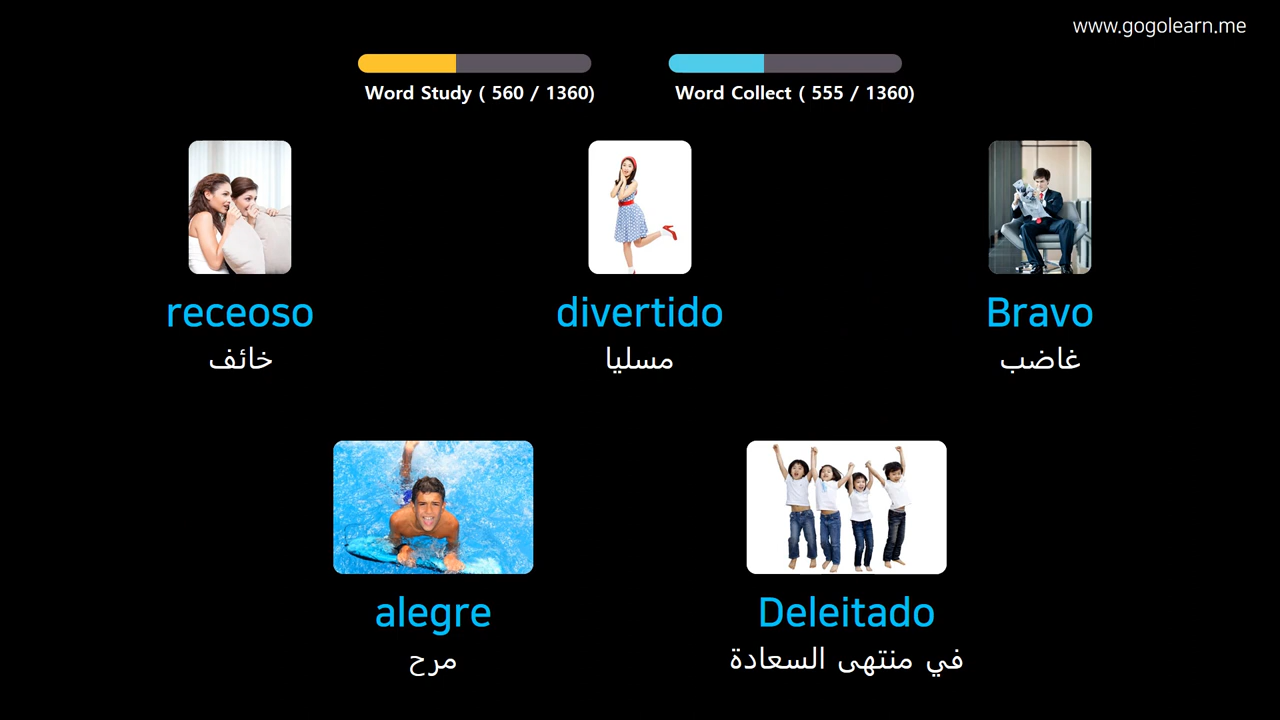 www.gogolearn.me
Word Study ( 560 / 1360)
Word Collect ( 555 / 1360)
receoso
خائف
divertido
مسليا
Bravo
غاضب
alegre
مرح
Deleitado
في منتهى السعادة